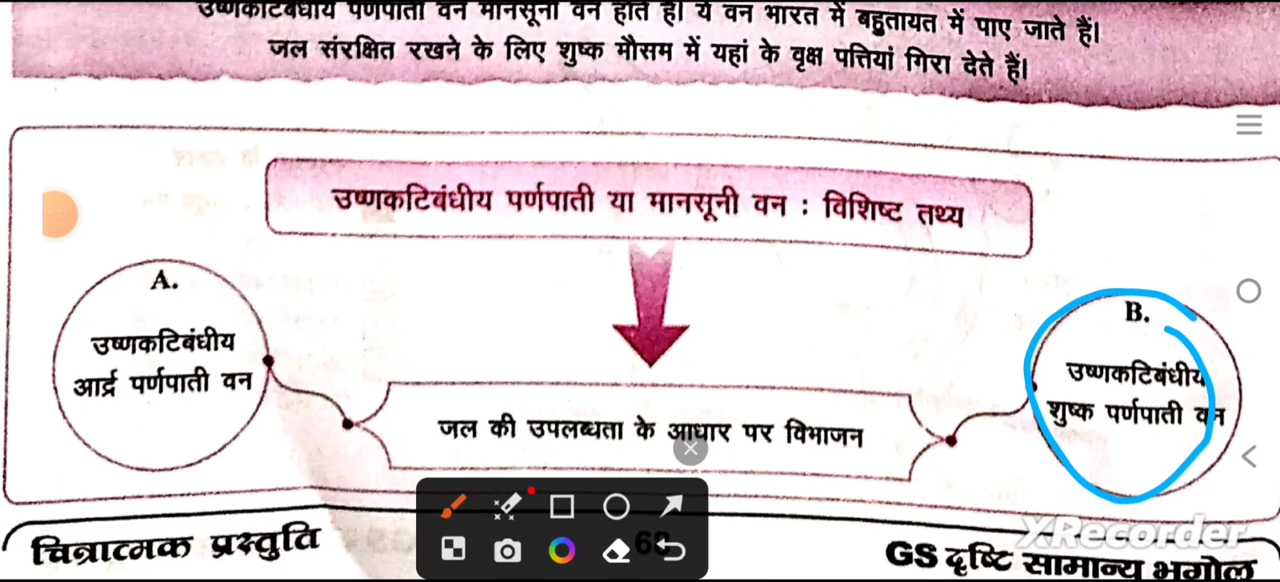 उष्णकटिबंधीय पर्णपाती वन मानसूनी वन होते हैं। ये वन भारत में बहुतायत में पाए जाते हैं।
जल संरक्षित रखने के लिए शुष्क मौसम में यहां के वृक्ष पत्तियां गिरा देते हैं।
उष्णकटिबंधीय पर्णपाती या मानसूनी वन : विशिष्ट तथ्य
A.
उष्णकटिबंधीय
आर्द्र पर्णपाती वन
B.
उष्णकटिबंधीय
शुष्क पर्णपाती वन
जल की उपलब्धता के आधार पर विभाजन
चित्रात्मक प्रस्तुति
GS दृष्टि सामान्य भूगोल
XRecorder